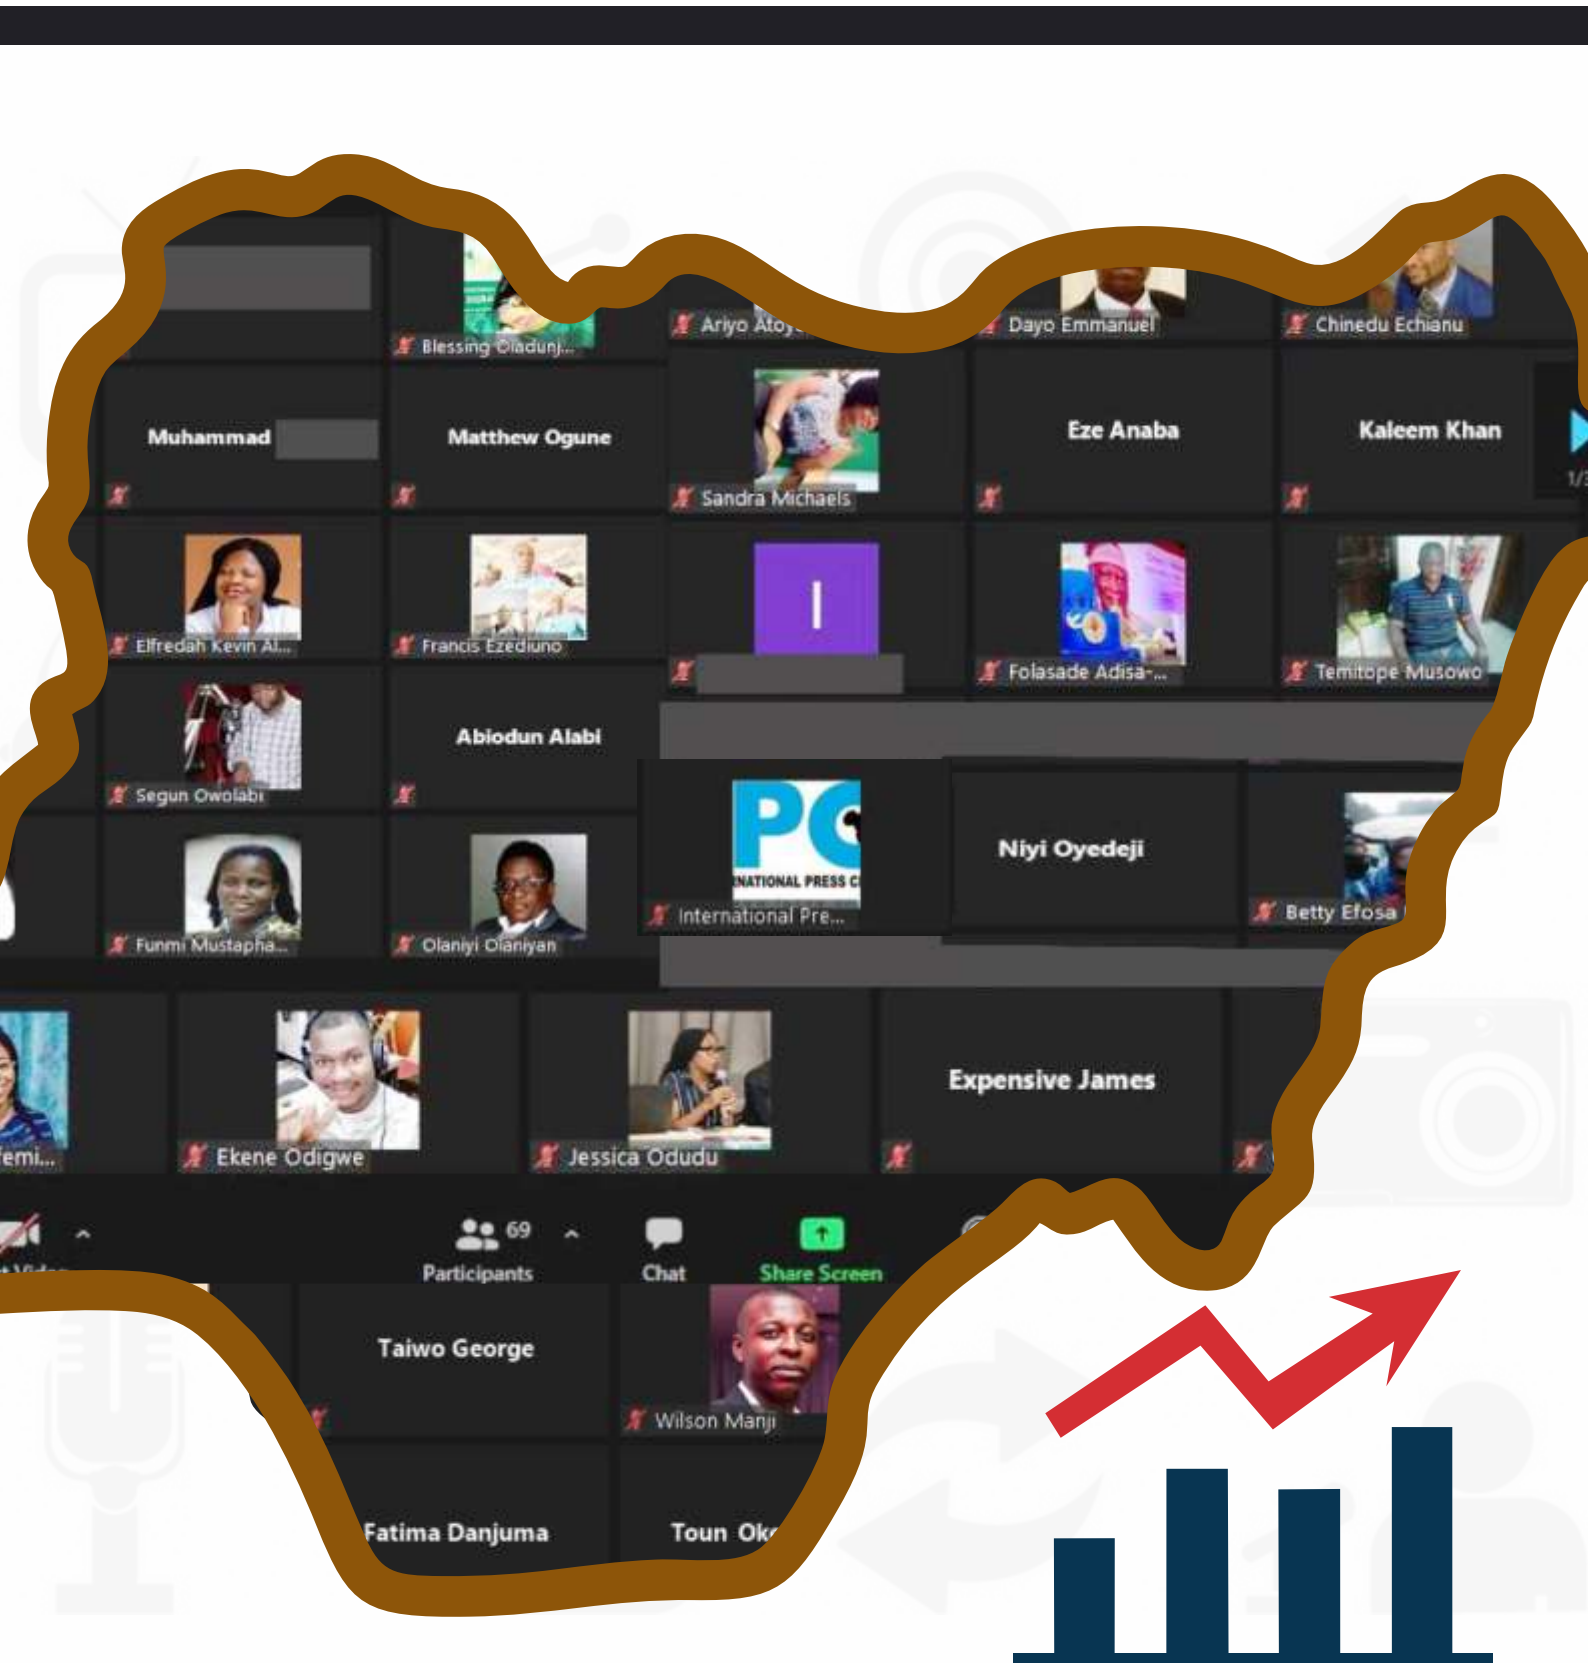 Blessing Oladunj...
Ariyo Atoy
Dayo Emmanuel
Chinedu Echianu
Muhammad
Matthew Ogune
Sandra Michaels
Eze Anaba
Kaleem Khan
Elfredah Kevin Al...
Francis Ezediuno
I
Folasade Adisa-...
Temitope Musowo
Segun Owolabi
Abiodun Alabi
PC
NATIONAL PRESS C
International Pre...
Niyi Oyedeji
Betty Efosa
Funmi Mustapha...
Olaniyi Olaniyan
femi...
Ekene Odigwe
Jessica Odudu
Expensive James
69
Participants
Chat
Share Screen
Taiwo George
Wilson Manji
Fatima Danjuma
Toun Ok